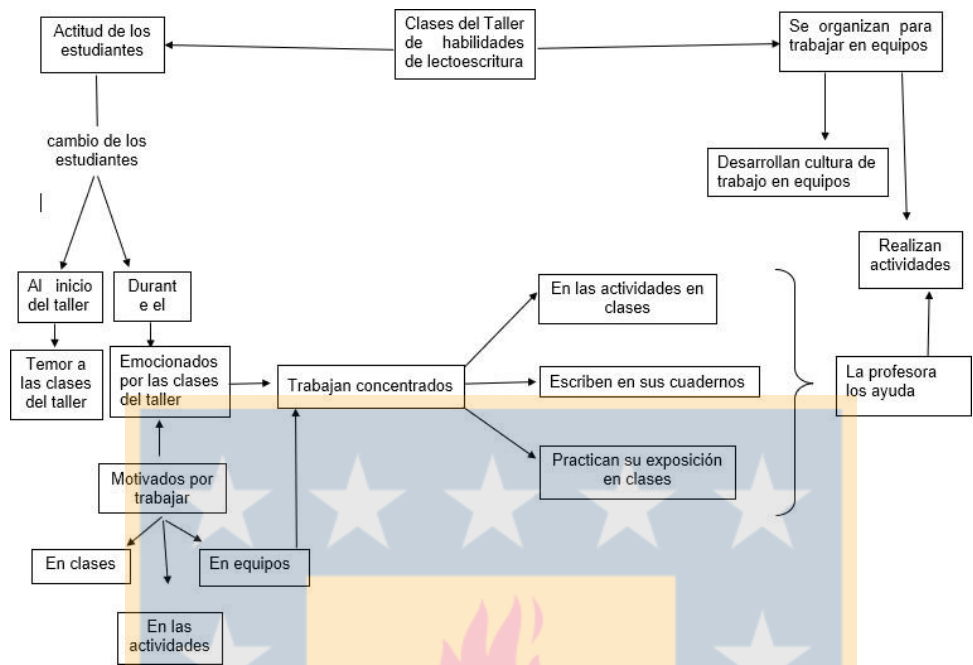 Actitud de los
estudiantes
Clases del Taller
de habilidades
de lectoescritura
Se organizan para
trabajar en equipos
cambio de los
estudiantes
Desarrollan cultura de
trabajo en equipos
Realizan
actividades
Al inicio
del taller
Durant
e el
En las actividades en
clases
Temor a
las clases
del taller
Emocionados
por las clases
del taller
Trabajan concentrados
Escriben en sus cuadernos
La profesora
los ayuda
Practican su exposición
en clases
Motivados por
trabajar
En clases
En equipos
En las
actividades